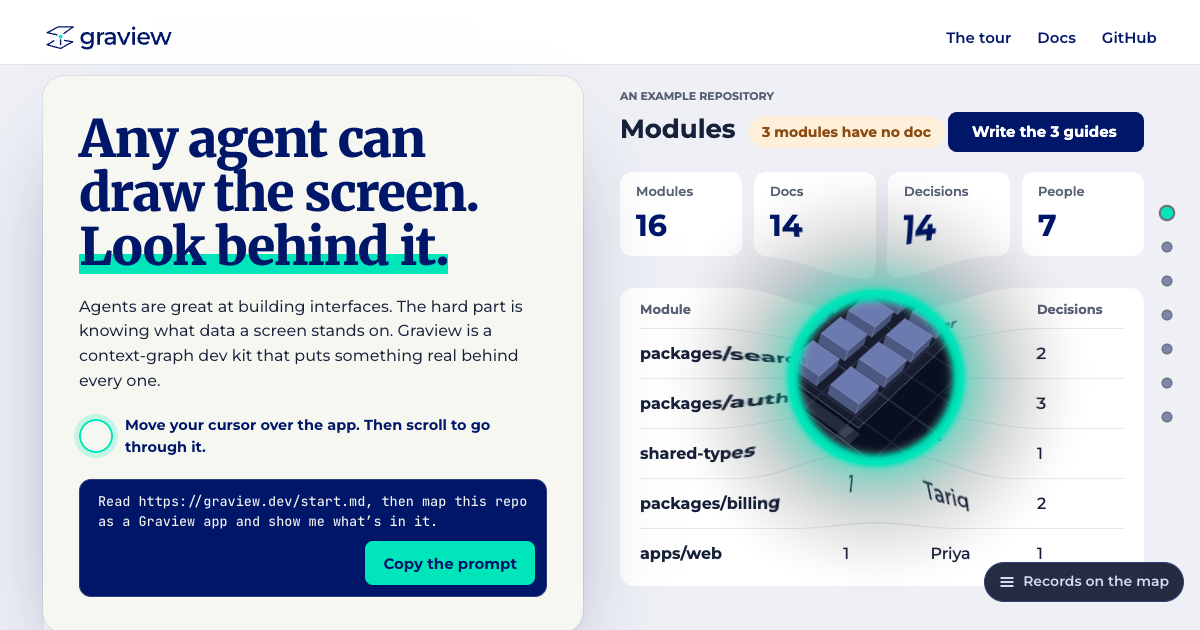 graview
The tour
Docs
GitHub
Any agent can
draw the screen.
Look behind it.
Agents are great at building interfaces. The hard part is
knowing what data a screen stands on. Graview is a
context-graph dev kit that puts something real behind
every one.
Move your cursor over the app. Then scroll to go
through it.
Read https://graview.dev/start.md, then map this repo
as a Graview app and show me what’s in it.
Copy the prompt
AN EXAMPLE REPOSITORY
Modules
3 modules have no doc
Write the 3 guides
Modules
16
Docs
14
Decisions
14
People
7
Module
Decisions
packages/search
2
packages/auth
3
shared-types
1
packages/billing
1
Tariq
2
apps/web
1
Priya
1
Records on the map